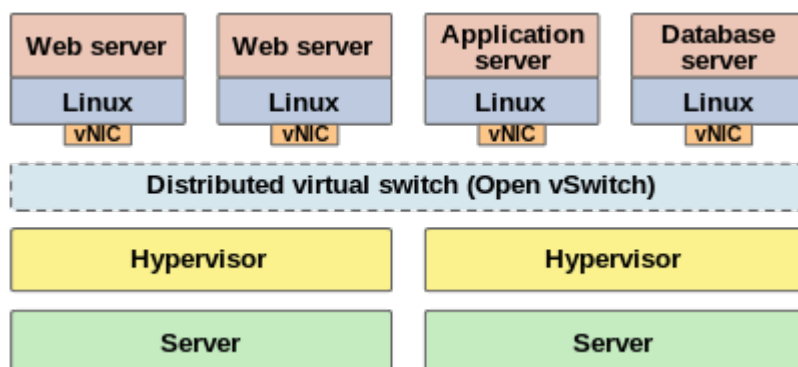 Web server
Web server
Application
server
Database
server
Linux
Linux
Linux
Linux
vNIC
vNIC
vNIC
vNIC
Distributed virtual switch (Open vSwitch)
Hypervisor
Hypervisor
Server
Server